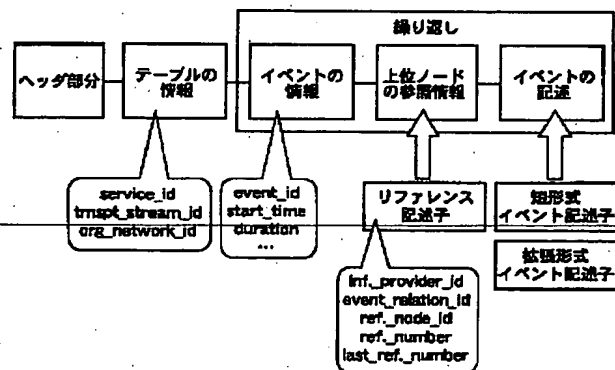 繰り返し
ヘッダ部分
テーブルの
情報
イベントの
情報
上位ノード
の参照情報
イベントの
記述
service_id
trnspt_stream_id
org_network_id
event_id
start_time
duration
...
リファレンス
記述子
短形式
イベント記述子
拡張形式
イベント記述子
inf._provider_id
event_relation_id
ref._node_id
ref._number
last_ref._number